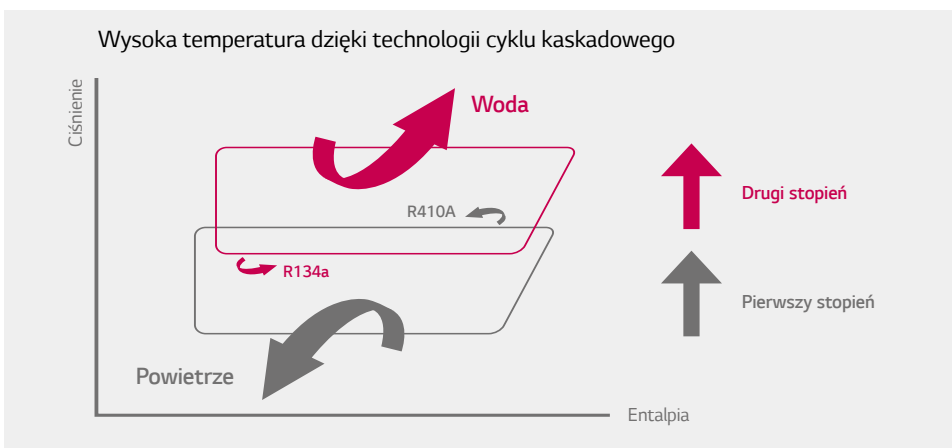 Wysoka temperatura dzięki technologii cyklu kaskadowego
Ciśnienie
Woda
Drugi stopień
R410A
R134a
Pierwszy stopień
Powietrze
Entalpia